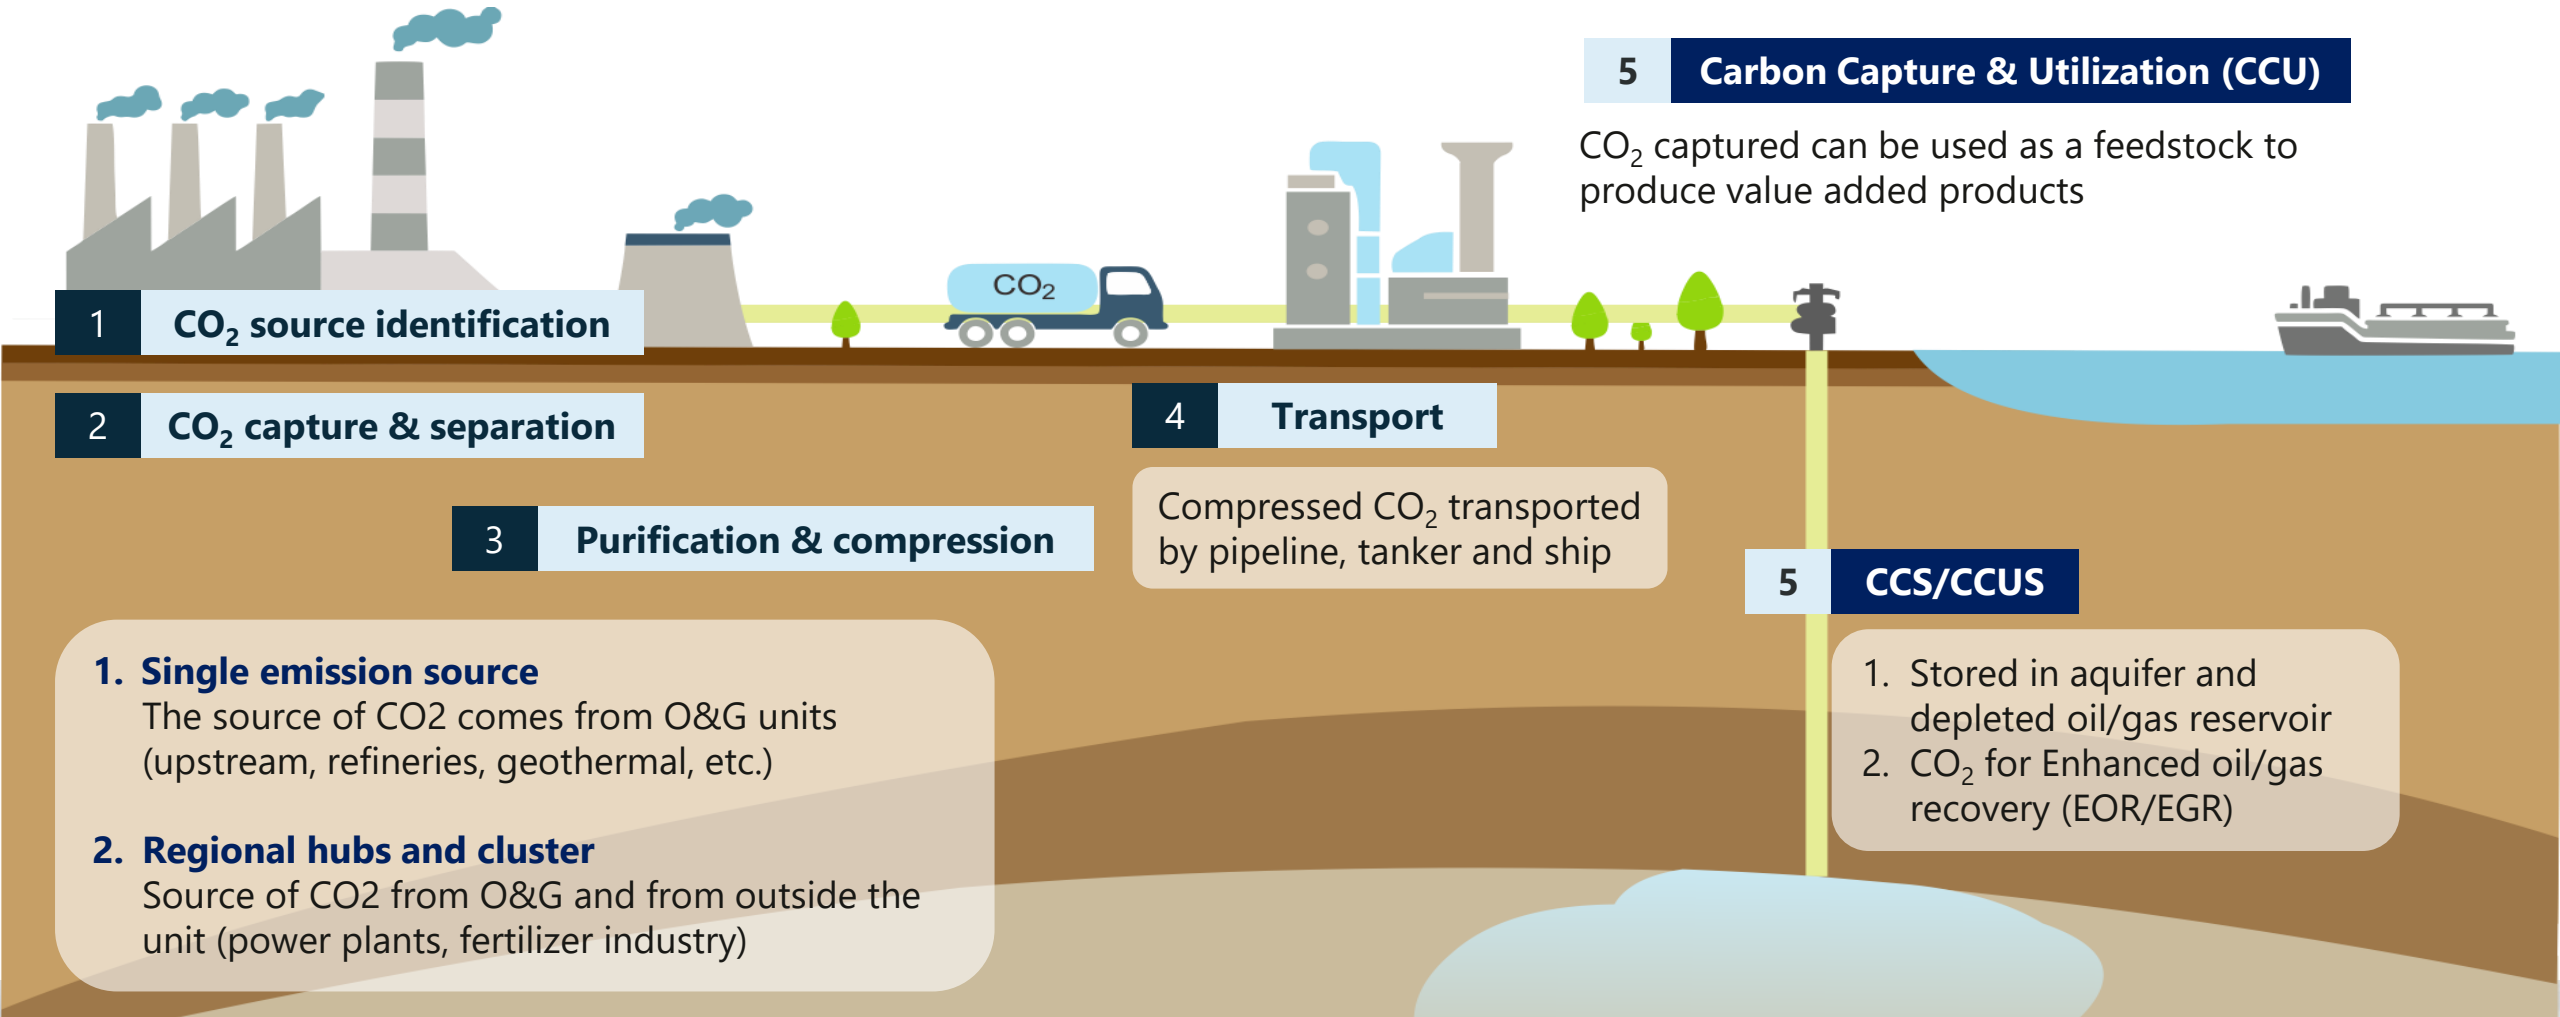 5 Carbon Capture & Utilization (CCU)
CO₂ captured can be used as a feedstock to
produce value added products
CO₂
1 CO₂ source identification
2 CO₂ capture & separation
3 Purification & compression
4 Transport
Compressed CO₂ transported
by pipeline, tanker and ship
5 CCS/CCUS
1. Stored in aquifer and
depleted oil/gas reservoir
2. CO₂ for Enhanced oil/gas
recovery (EOR/EGR)
1. Single emission source
The source of CO2 comes from O&G units
(upstream, refineries, geothermal, etc.)
2. Regional hubs and cluster
Source of CO2 from O&G and from outside the
unit (power plants, fertilizer industry)